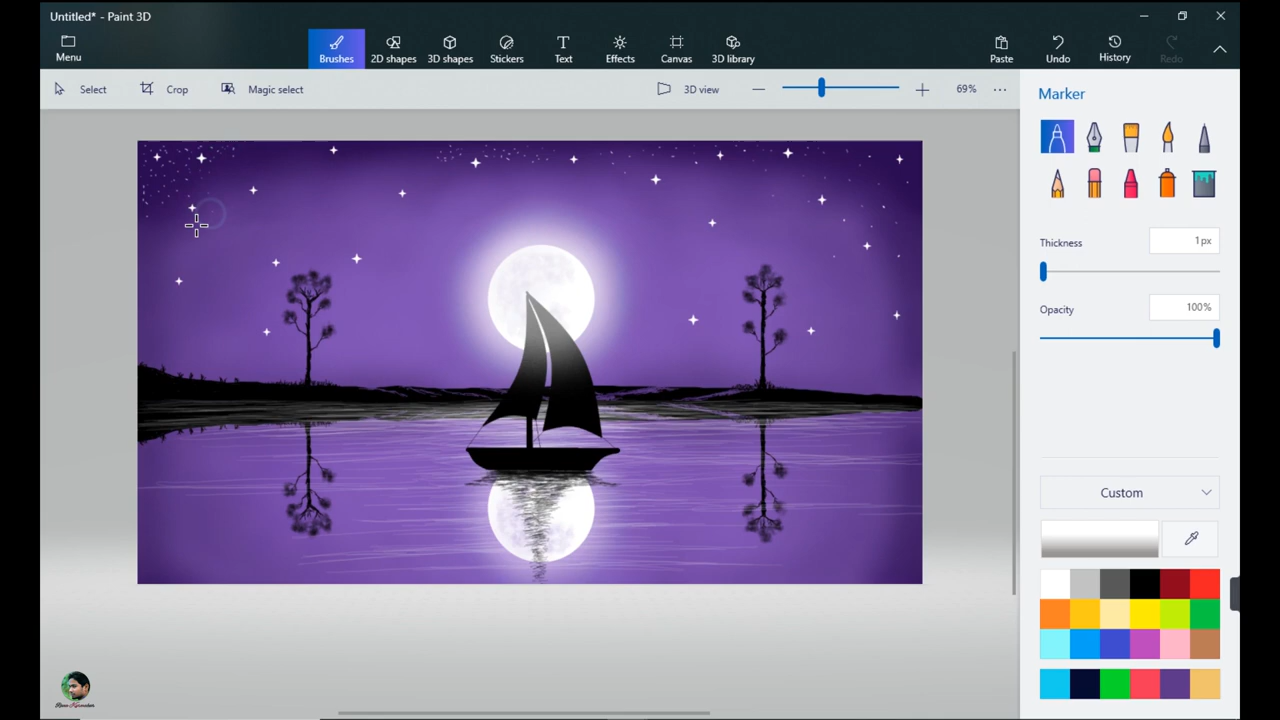 Untitled* - Paint 3D
Menu
Brushes
2D shapes
3D shapes
Stickers
Text
Effects
Canvas
3D library
Paste
Undo
History
Redo
Select
Crop
Magic select
3D view
69%
Marker
Thickness
1px
Opacity
100%
Custom